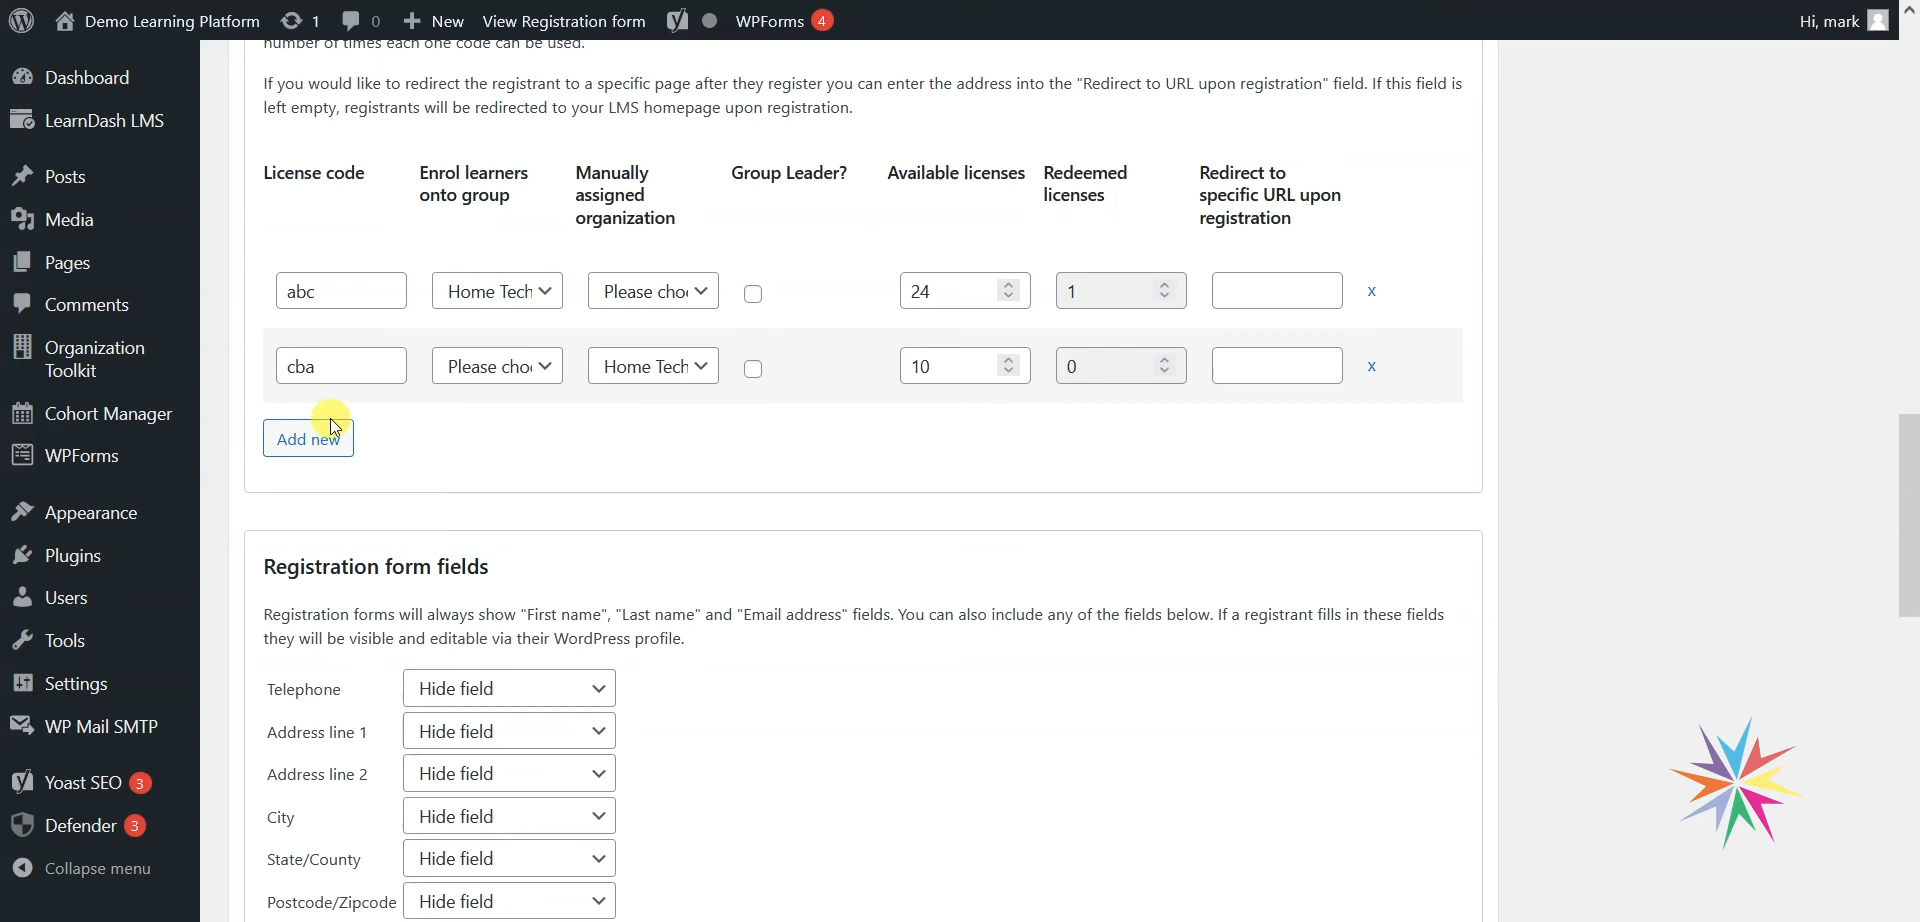 Demo Learning Platform
1
0
New
View Registration form
WPForms 4
Hi, mark
Dashboard
LearnDash LMS
Posts
Media
Pages
Comments
Organization
Toolkit
Cohort Manager
WPForms
Appearance
Plugins
Users
Tools
Settings
WP Mail SMTP
Yoast SEO 3
Defender 3
Collapse menu
number of times each one code can be used.
If you would like to redirect the registrant to a specific page after they register you can enter the address into the "Redirect to URL upon registration" field. If this field is
left empty, registrants will be redirected to your LMS homepage upon registration.
License code
Enrol learners
onto group
Manually
assigned
organization
Group Leader?
Available licenses
Redeemed
licenses
Redirect to
specific URL upon
registration
abc Home Tech Please cho 24 1 x
cba Please cho Home Tech 10 0 x
Add new
Registration form fields
Registration forms will always show "First name", "Last name" and "Email address" fields. You can also include any of the fields below. If a registrant fills in these fields
they will be visible and editable via their WordPress profile.
Telephone Hide field
Address line 1 Hide field
Address line 2 Hide field
City Hide field
State/County Hide field
Postcode/Zipcode Hide field